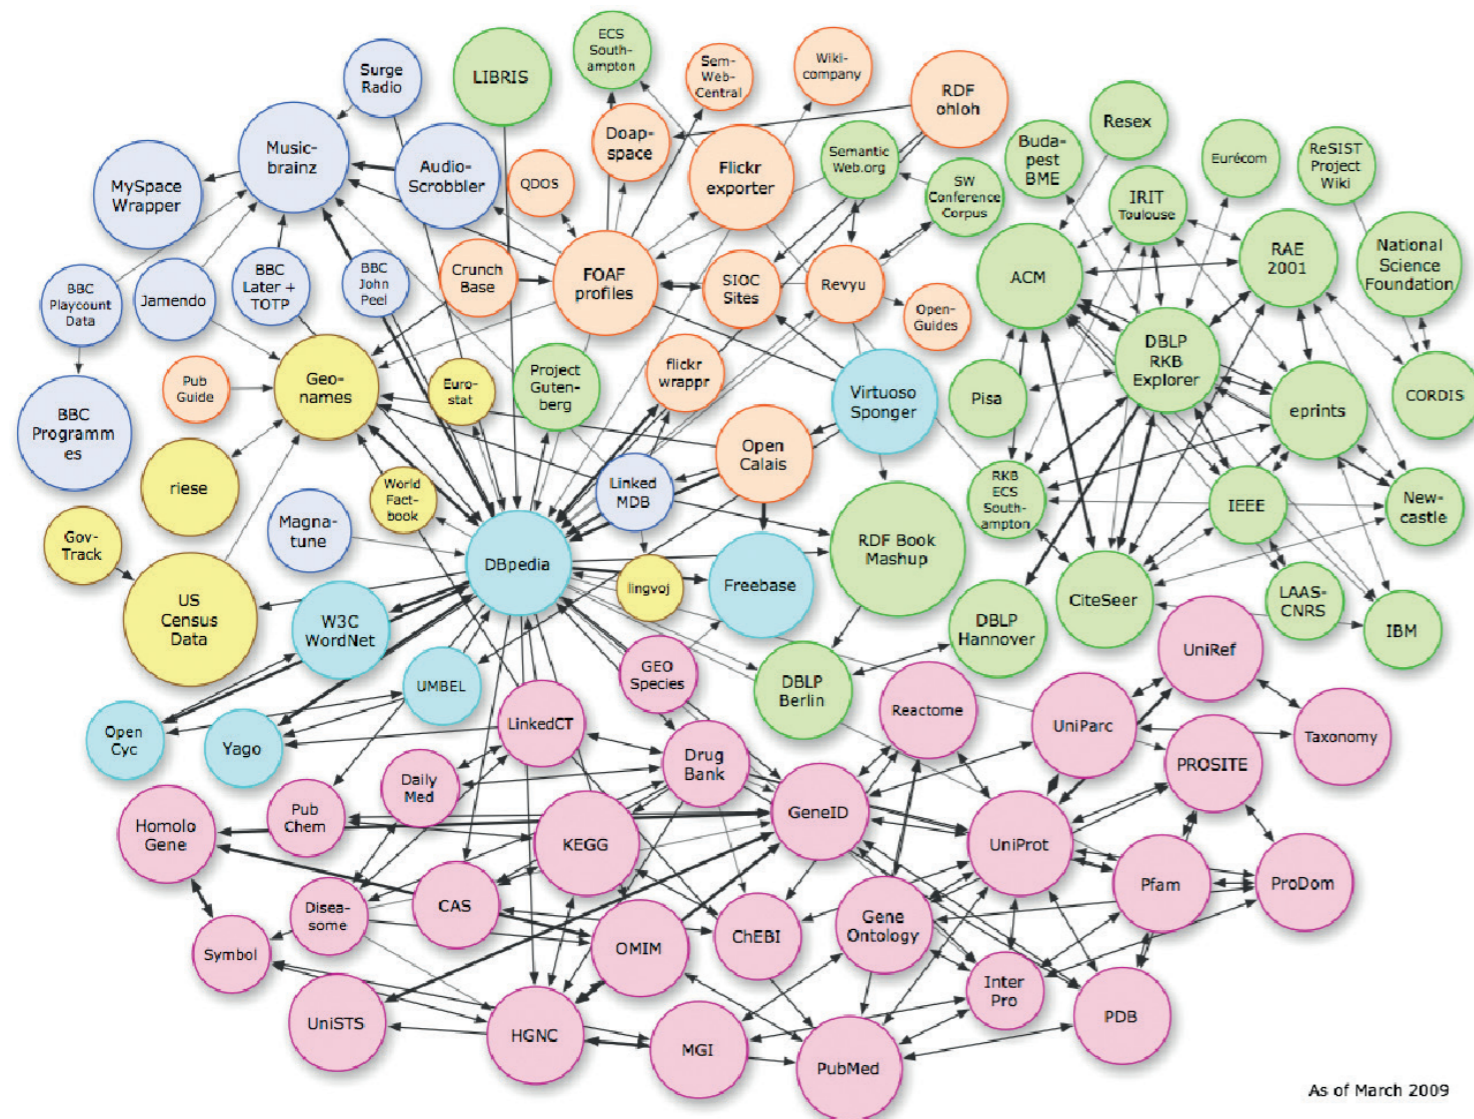 ECS
South-
ampton
Surge
Radio
LIBRIS
Sem-
Web-
Central
Wiki-
company
RDF
ohloh
Music-
brainz
Doap-
space
Resex
Buda-
pest
BME
Eurécom
ReSIST
Project
Wiki
MySpace
Wrapper
Audio-
Scrobbler
QDOS
Flickr
exporter
Semantic
Web.org
SW
Conference
Corpus
IRIT
Toulouse
RAE
2001
National
Science
Foundation
BBC
Playcount
Data
Jamendo
BBC
Later +
TOTP
BBC
John
Peel
Crunch
Base
FOAF
profiles
SIOC
Sites
Revyu
Open-
Guides
ACM
DBLP
RKB
Explorer
Pub
Guide
Geo-
names
Euro-
stat
Project
Guten-
berg
flickr
wrappr
Virtuoso
Sponger
Pisa
eprints
CORDIS
BBC
Programm
es
riese
World
Fact-
book
Linked
MDB
Open
Calais
RKB
ECS
South-
ampton
IEEE
New-
castle
Gov-
Track
Magna-
tune
DBpedia
RDF Book
Mashup
Freebase
lingvoj
US
Census
Data
W3C
WordNet
DBLP
Hannover
CiteSeer
LAAS-
CNRS
IBM
UMBEL
GEO
Species
DBLP
Berlin
UniRef
Open
Cyc
Yago
LinkedCT
Reactome
UniParc
Taxonomy
Daily
Med
Drug
Bank
PROSITE
Homolo
Gene
Pub
Chem
KEGG
GeneID
UniProt
Pfam
ProDom
Disea-
some
CAS
ChEBI
Gene
Ontology
Symbol
OMIM
Inter
Pro
UniSTS
HGNC
MGI
PubMed
PDB
As of March 2009